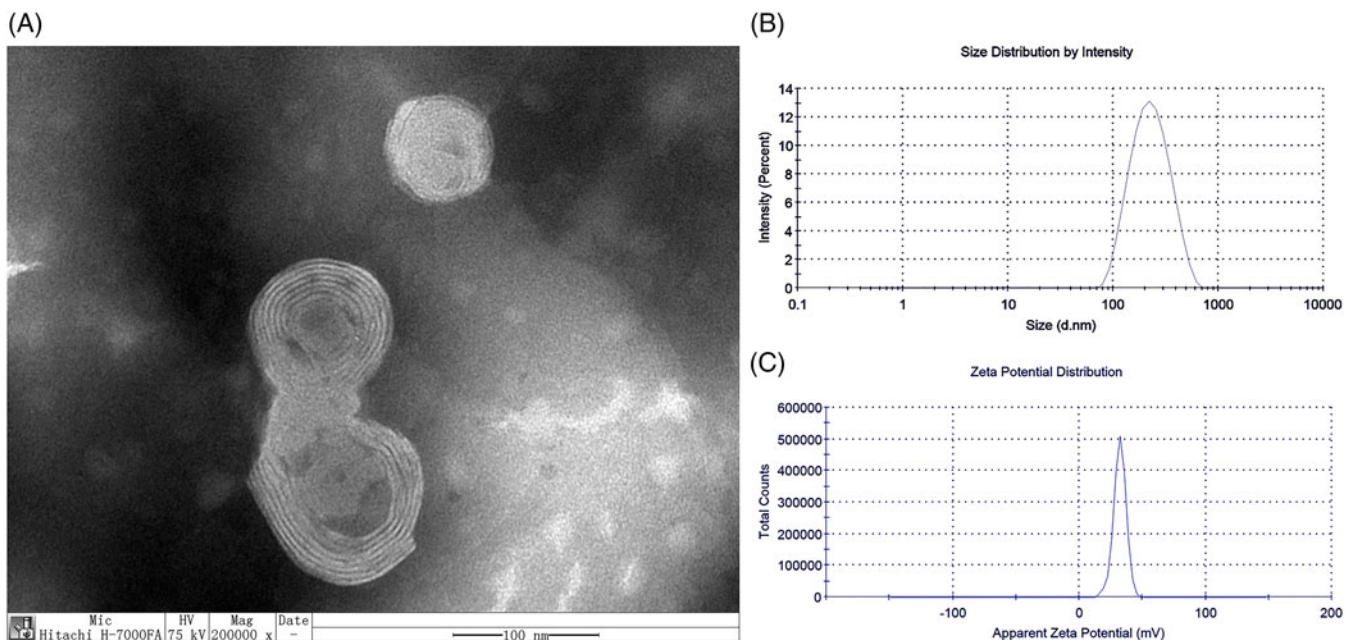 (A)
Mic HV Mag Date
Hitachi H-7000FA 75 kV 200000 x -
100 nm
(B)
Size Distribution by Intensity
Intensity (Percent)
14
12
10
8
6
4
2
0
0.1 1 10 100 1000 10000
Size (d.nm)
(C)
Zeta Potential Distribution
Total Counts
600000
500000
400000
300000
200000
100000
0
-100 0 100 200
Apparent Zeta Potential (mV)